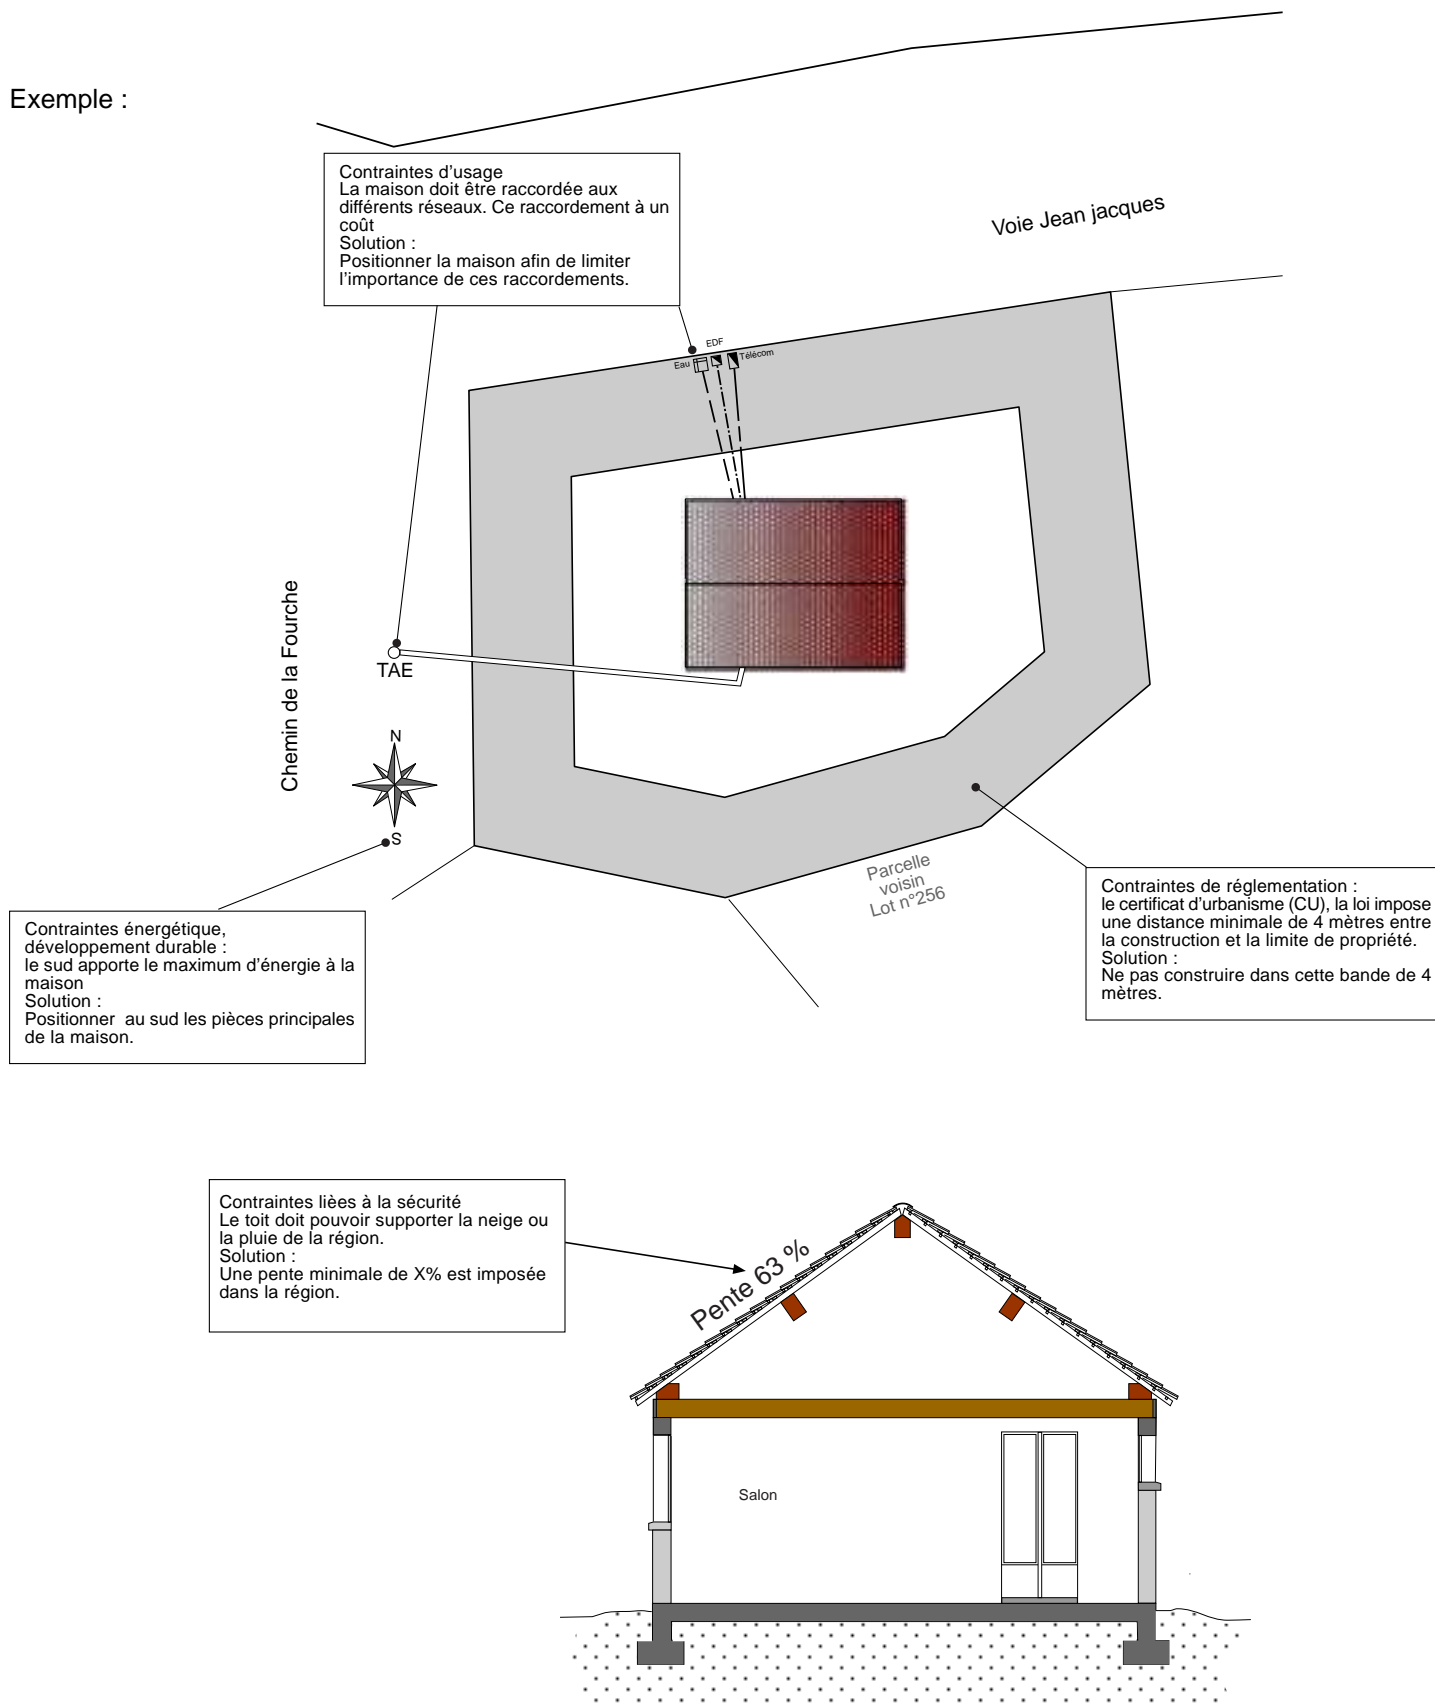 Exemple :
Contraintes d'usage
La maison doit être raccordée aux
différents réseaux. Ce raccordement à un
coût
Solution :
Positionner la maison afin de limiter
l'importance de ces raccordements.
Voie Jean jacques
EDF
Eau
Télécom
Chemin de la Fourche
TAE
N
S
Parcelle
voisin
Lot n°256
Contraintes énergétique,
développement durable :
le sud apporte le maximum d'énergie à la
maison
Solution :
Positionner  au sud les pièces principales
de la maison.
Contraintes de réglementation :
le certificat d'urbanisme (CU), la loi impose
une distance minimale de 4 mètres entre
la construction et la limite de propriété.
Solution :
Ne pas construire dans cette bande de 4
mètres.
Contraintes lièes à la sécurité
Le toit doit pouvoir supporter la neige ou
la pluie de la région.
Solution :
Une pente minimale de X% est imposée
dans la région.
Pente 63 %
Salon